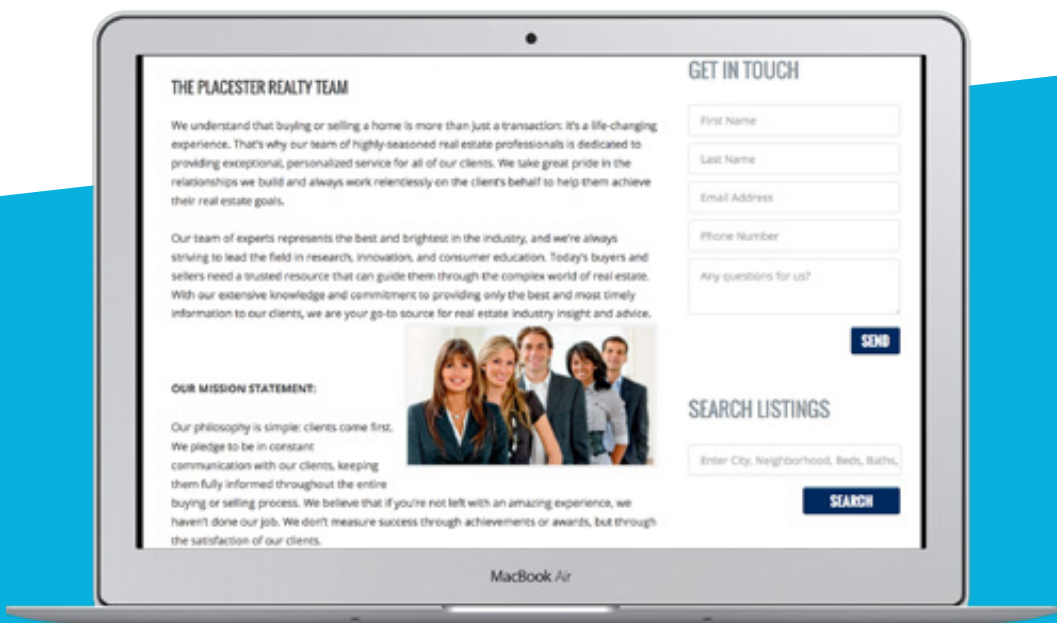 THE PLACESTER REALTY TEAM
We understand that buying or selling a home is more than just a transaction: it's a life-changing
experience. That's why our team of highly-seasoned real estate professionals is dedicated to
providing exceptional, personalized service for all of our clients. We take great pride in the
relationships we build and always work relentlessly on the client's behalf to help them achieve
their real estate goals.
Our team of experts represents the best and brightest in the industry, and we're always
striving to lead the field in research, innovation, and consumer education. Today's buyers and
sellers need a trusted resource that can guide them through the complex world of real estate.
With our extensive knowledge and commitment to providing only the best and most timely
information to our clients, we are your go-to source for real estate industry insight and advice.
OUR MISSION STATEMENT:
Our philosophy is simple: clients come first.
We pledge to be in constant
communication with our clients, keeping
them fully informed throughout the entire
buying or selling process. We believe that if you're not left with an amazing experience, we
haven't done our job. We don't measure success through achievements or awards, but through
the satisfaction of our clients.
GET IN TOUCH
First Name
Last Name
Email Address
Phone Number
Any questions for us?
SEND
SEARCH LISTINGS
Enter City, Neighborhood, Beds, Baths,
SEARCH
MacBook Air